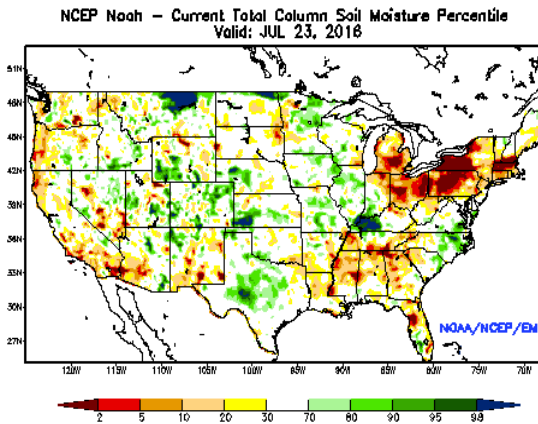 NCEP Noah - Current Total Column Soil Moisture Percentile
Valid: JUL 23, 2016
51N
48N
45N
42N
39N
36N
33N
30N
27N
120W 115W 110W 105W 100W 95W 90W 85W 80W 75W 70W
NOAA/NCEP/EM
2 5 10 20 30 70 80 90 95 98